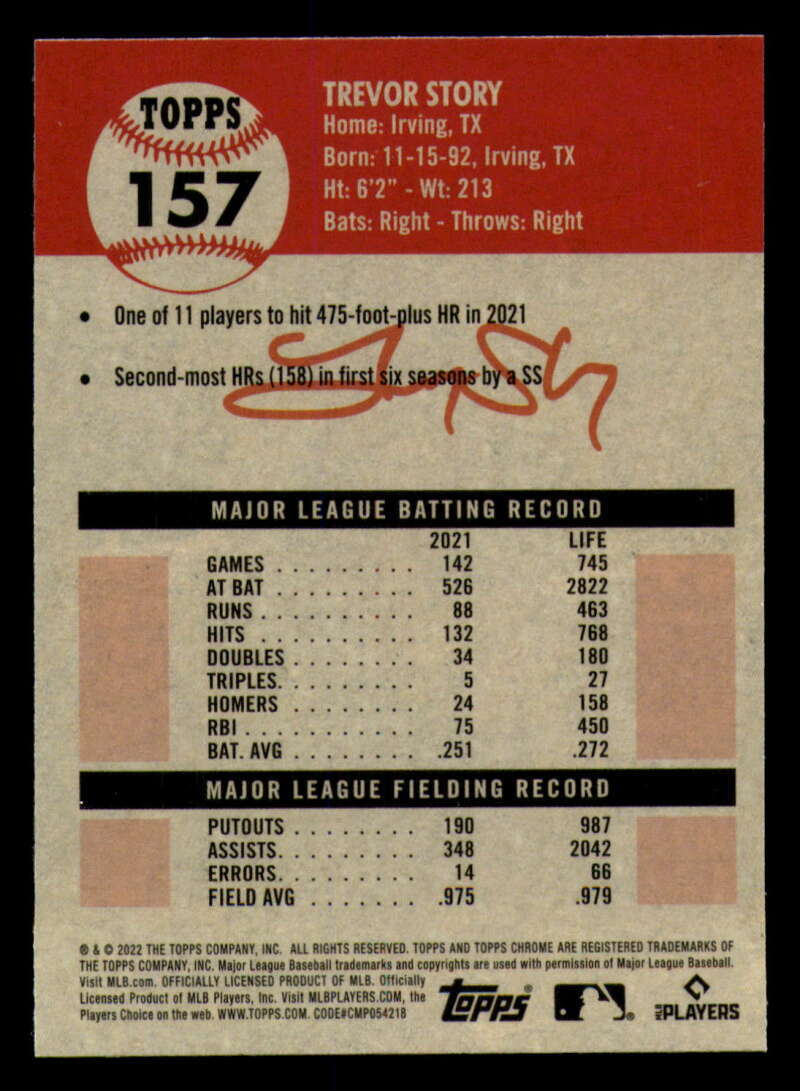 TOPPS
157
TREVOR STORY
Home: Irving, TX
Born: 11-15-92, Irving, TX
Ht: 6'2" - Wt: 213
Bats: Right - Throws: Right
• One of 11 players to hit 475-foot-plus HR in 2021
• Second-most HRs (158) in first six seasons by a SS
MAJOR LEAGUE BATTING RECORD
2021 LIFE
GAMES . . . . . . . . . 142 745
AT BAT . . . . . . . . . 526 2822
RUNS . . . . . . . . . . 88 463
HITS . . . . . . . . . . 132 768
DOUBLES . . . . . . . . 34 180
TRIPLES. . . . . . . . . 5 27
HOMERS . . . . . . . . 24 158
RBI . . . . . . . . . . . 75 450
BAT. AVG . . . . . . . . .251 .272
MAJOR LEAGUE FIELDING RECORD
PUTOUTS . . . . . . . . 190 987
ASSISTS. . . . . . . . . 348 2042
ERRORS. . . . . . . . . 14 66
FIELD AVG . . . . . . . .975 .979
® & © 2022 THE TOPPS COMPANY, INC. ALL RIGHTS RESERVED. TOPPS AND TOPPS CHROME ARE REGISTERED TRADEMARKS OF
THE TOPPS COMPANY, INC. Major League Baseball trademarks and copyrights are used with permission of Major League Baseball.
Visit MLB.com. OFFICIALLY LICENSED PRODUCT OF MLB. Officially
Licensed Product of MLB Players, Inc. Visit MLBPLAYERS.COM, the
Players Choice on the web. WWW.TOPPS.COM. CODE#CMP054218
Topps® ® MLB PLAYERS